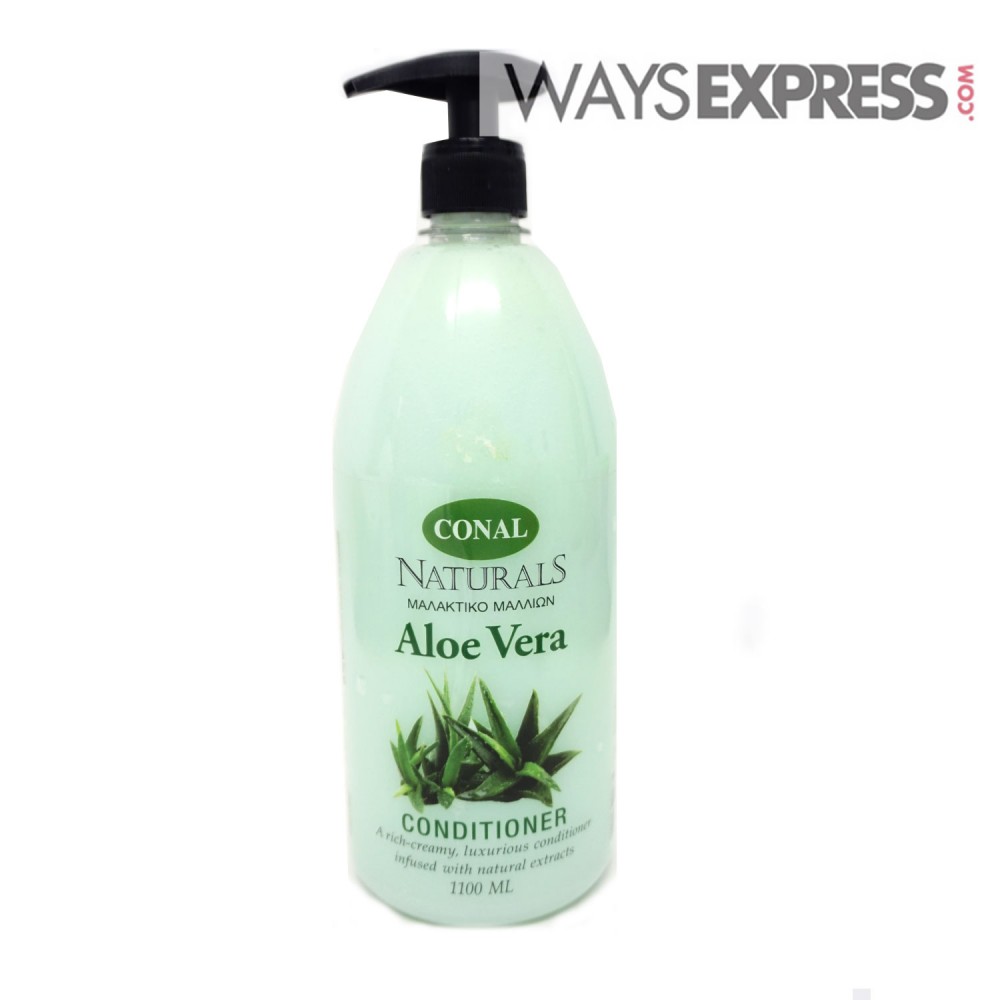 WAYSEXPRESS.COM
CONAL
NATURALS
ΜΑΛΑΚΤΙΚΟ ΜΑΛΛΙΩΝ
Aloe Vera
CONDITIONER
A rich-creamy, luxurious conditioner
infused with natural extracts
1100 ML